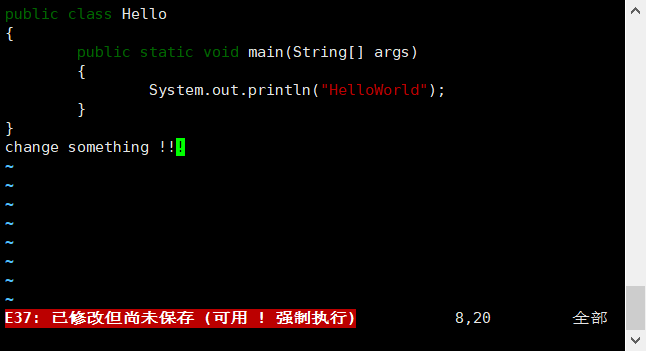 public class Hello
{
        public static void main(String[] args)
        {
                System.out.println("HelloWorld");
        }
}
change something !!!
~
~
~
~
~
~
~
~
E37: 已修改但尚未保存 (可用 ! 强制执行)           8,20         全部